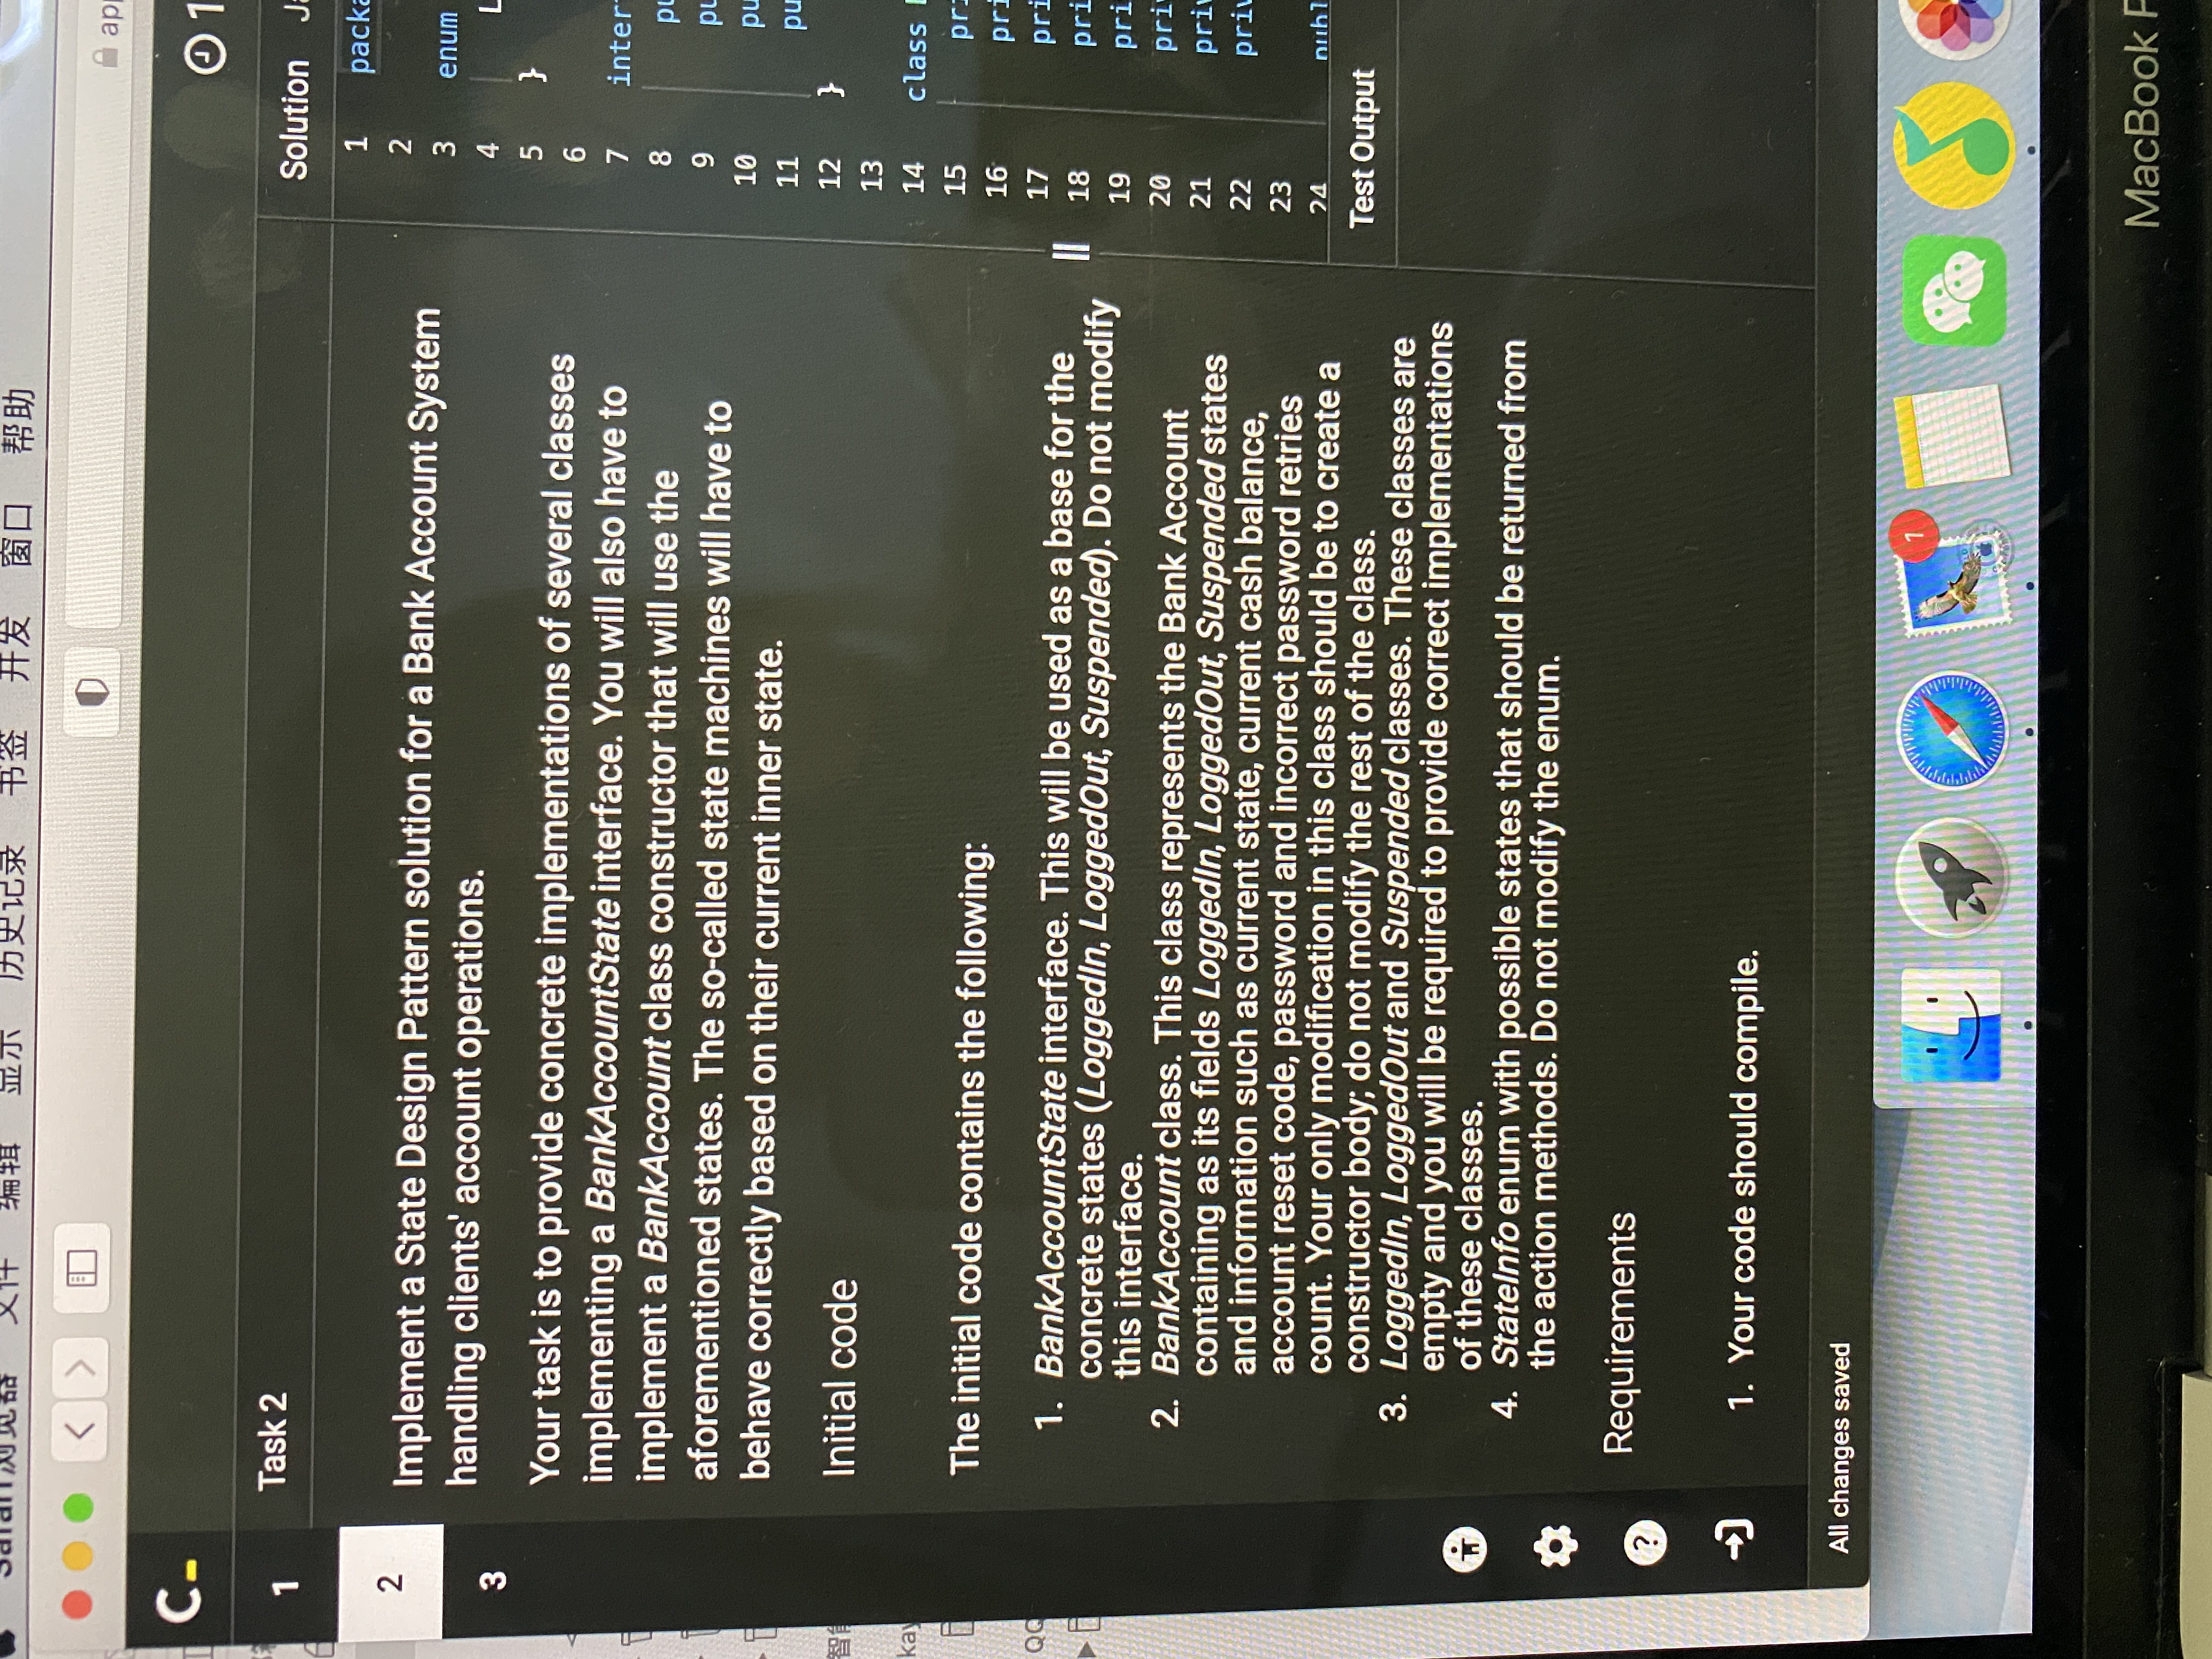 Safari浏览器 文件 编辑 显示 历史记录 书签 开发 窗口 帮助
C-
1
Task 2
Solution
2
3
Implement a State Design Pattern solution for a Bank Account System
handling clients' account operations.
Your task is to provide concrete implementations of several classes
implementing a BankAccountState interface. You will also have to
implement a BankAccount class constructor that will use the
aforementioned states. The so-called state machines will have to
behave correctly based on their current inner state.
Initial code
The initial code contains the following:
1. BankAccountState interface. This will be used as a base for the
concrete states (LoggedIn, LoggedOut, Suspended). Do not modify
this interface.
2. BankAccount class. This class represents the Bank Account
containing as its fields LoggedIn, LoggedOut, Suspended states
and information such as current state, current cash balance,
account reset code, password and incorrect password retries
count. Your only modification in this class should be to create a
constructor body; do not modify the rest of the class.
3. LoggedIn, LoggedOut and Suspended classes. These classes are
empty and you will be required to provide correct implementations
of these classes.
4. StateInfo enum with possible states that should be returned from
the action methods. Do not modify the enum.
Requirements
1. Your code should compile.
All changes saved
1 packa
2
3 enum
4 L
5 }
6
7 inter
8 pu
9 pu
10 pu
11 pu
12 }
13
14 class
15 pri
16 pri
17 pri
18 pri
19 pri
20 priv
21 priv
22 priv
23
24 publ
Test Output
1
MacBook P